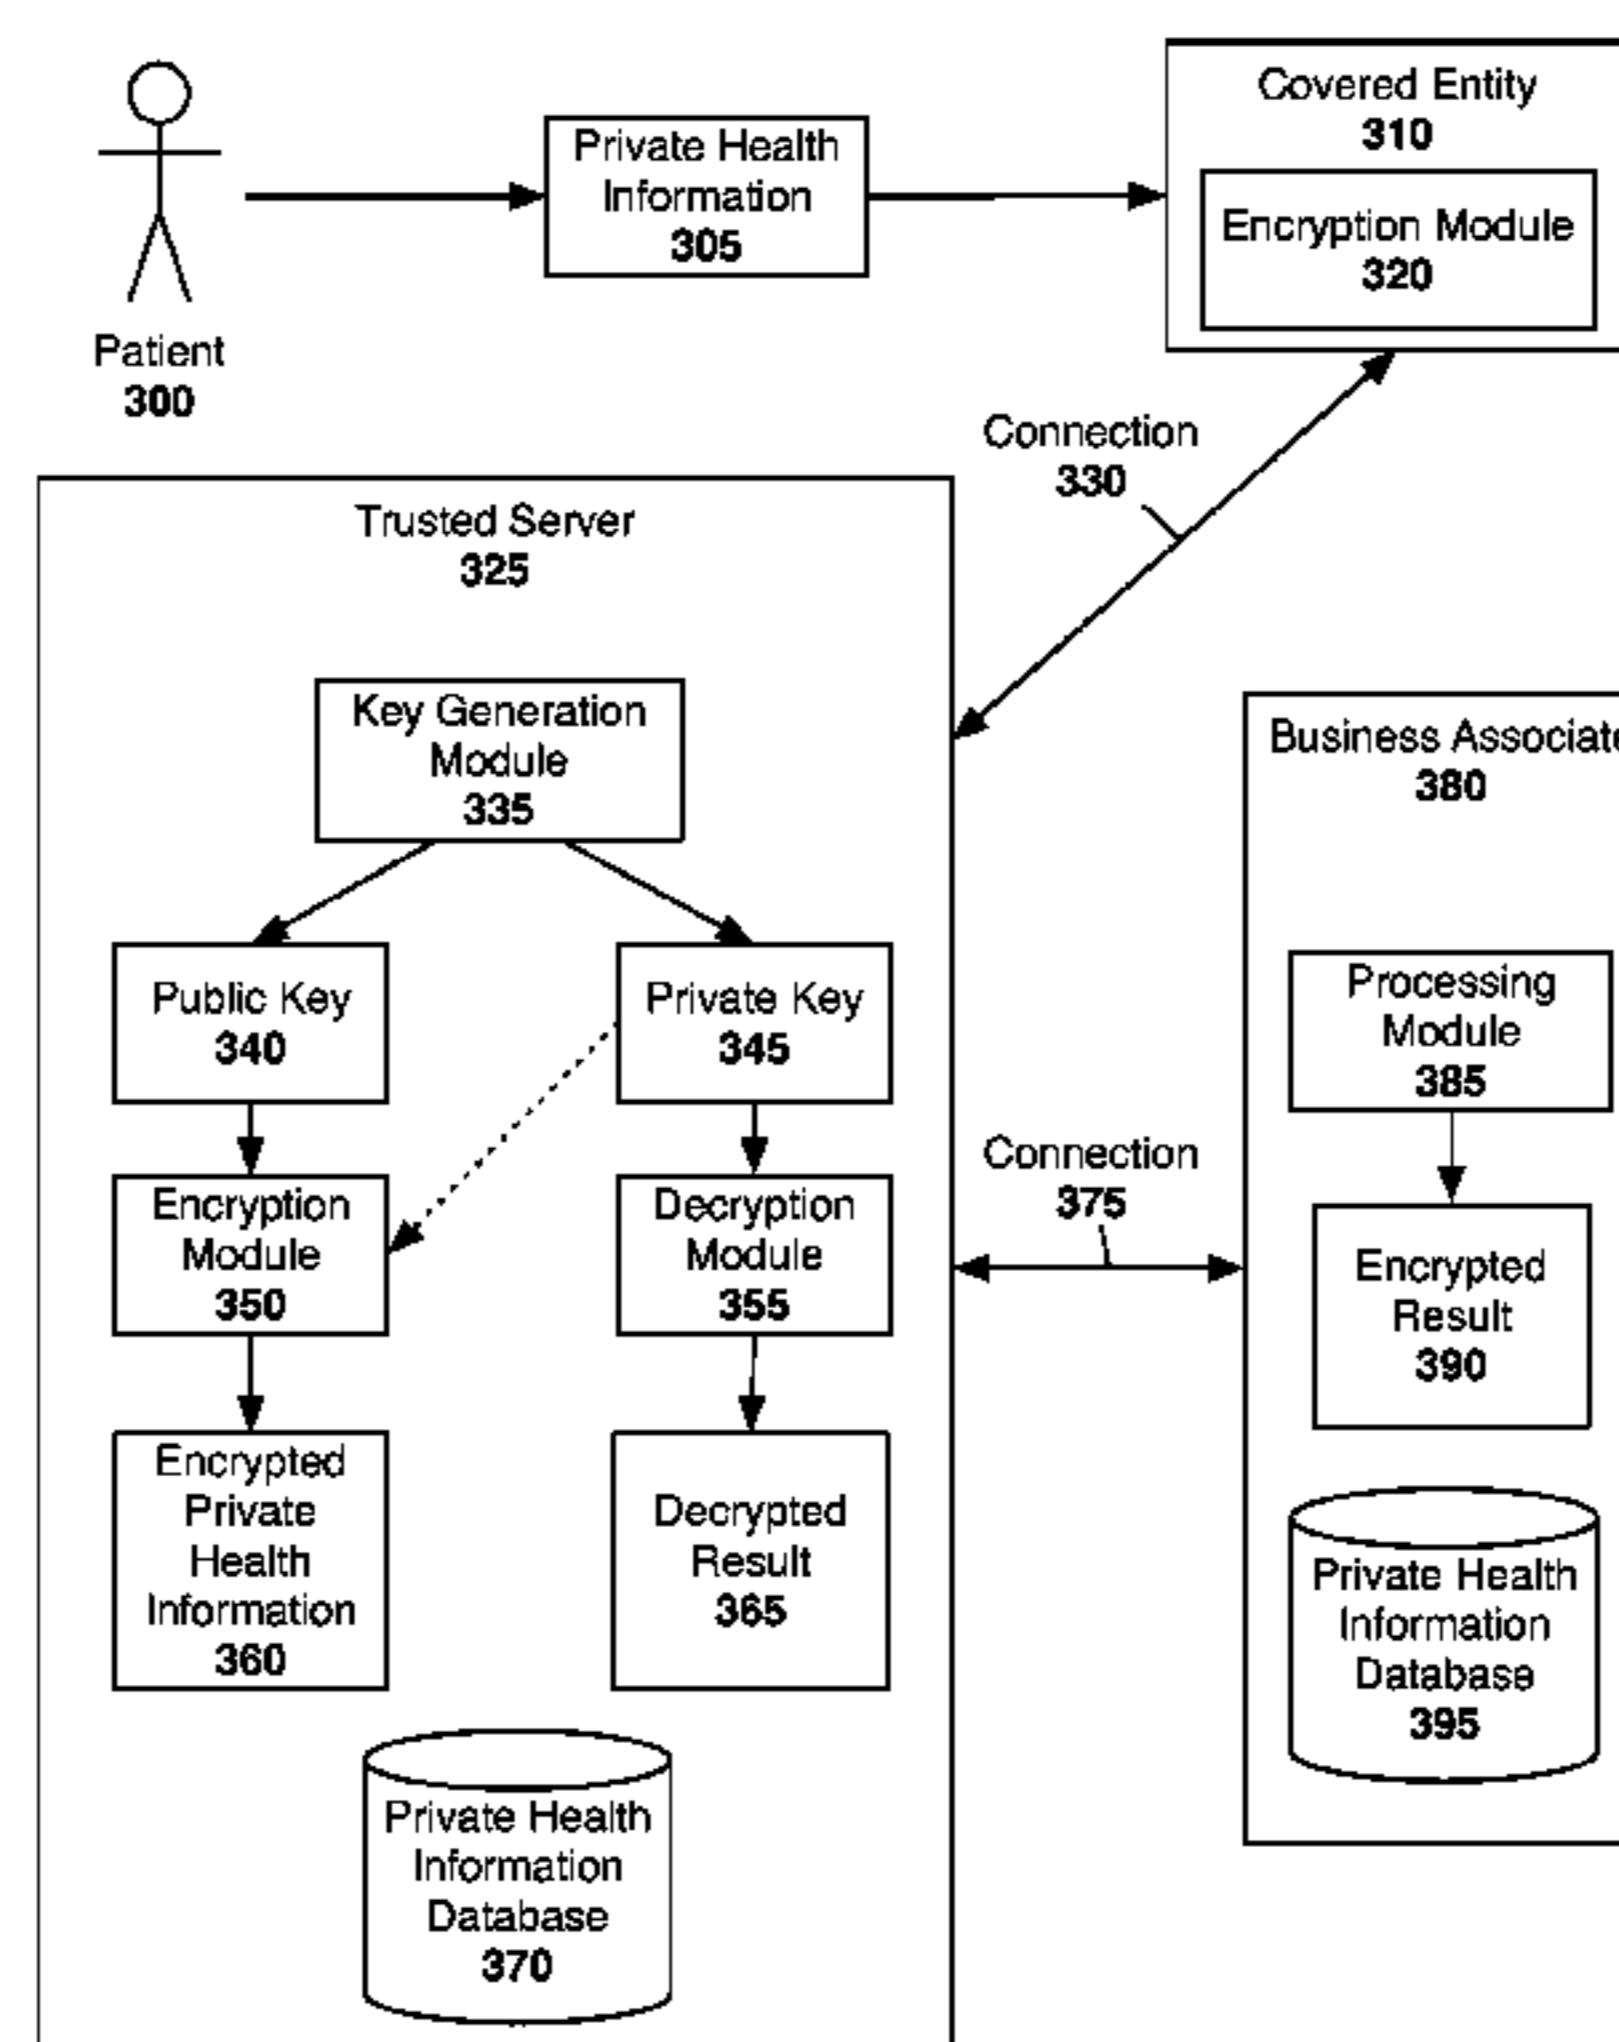 Covered Entity
310
Private Health
Information
305
Encryption Module
320
Patient
300
Connection
330
Trusted Server
325
Key Generation
Module
335
Business Associate
380
Public Key
340
Private Key
345
Processing
Module
385
Encryption
Module
350
Decryption
Module
355
Connection
375
Encrypted
Result
390
Encrypted
Private
Health
Information
360
Decrypted
Result
365
Private Health
Information
Database
395
Private Health
Information
Database
370